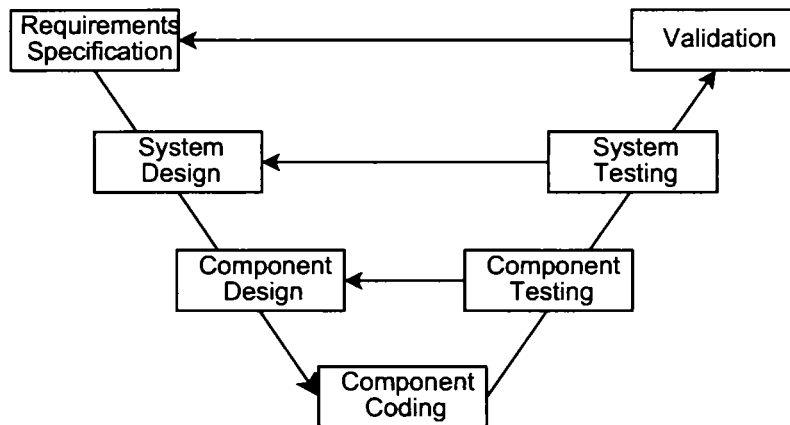 Requirements
Specification
Validation
System
Design
System
Testing
Component
Design
Component
Testing
Component
Coding